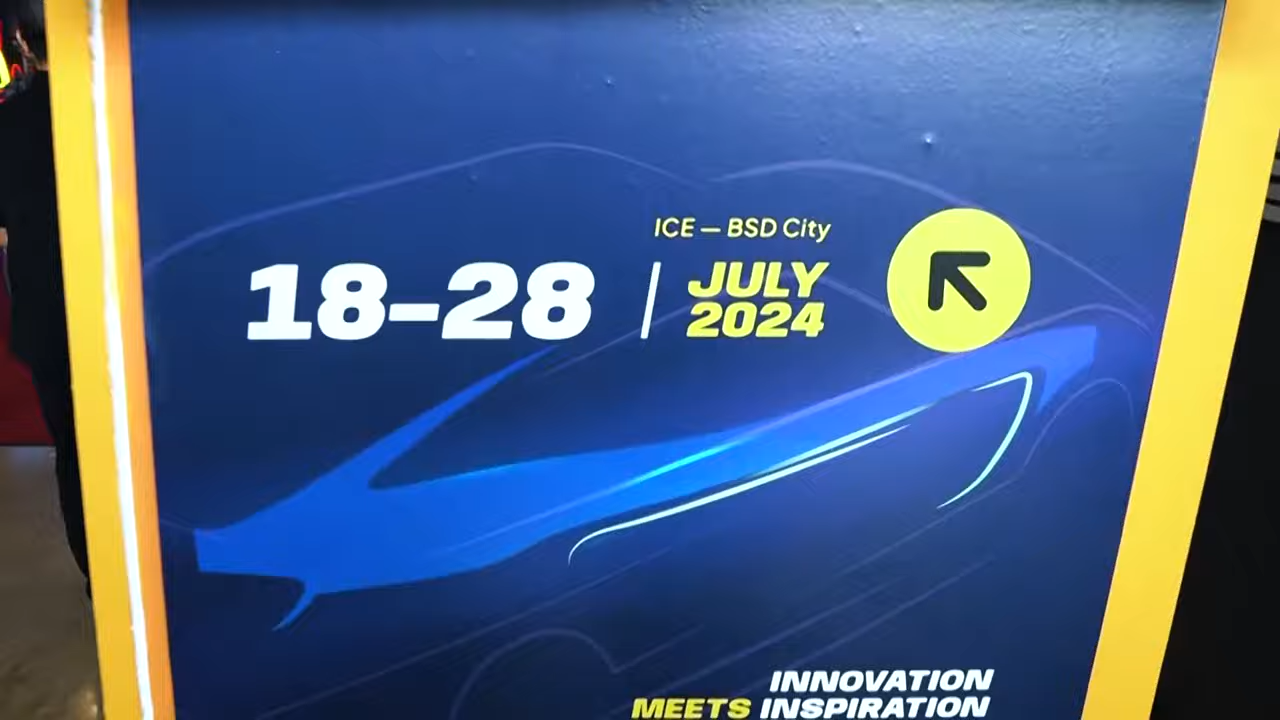 ICE – BSD City
18-28
JULY
2024
INNOVATION
MEETS INSPIRATION